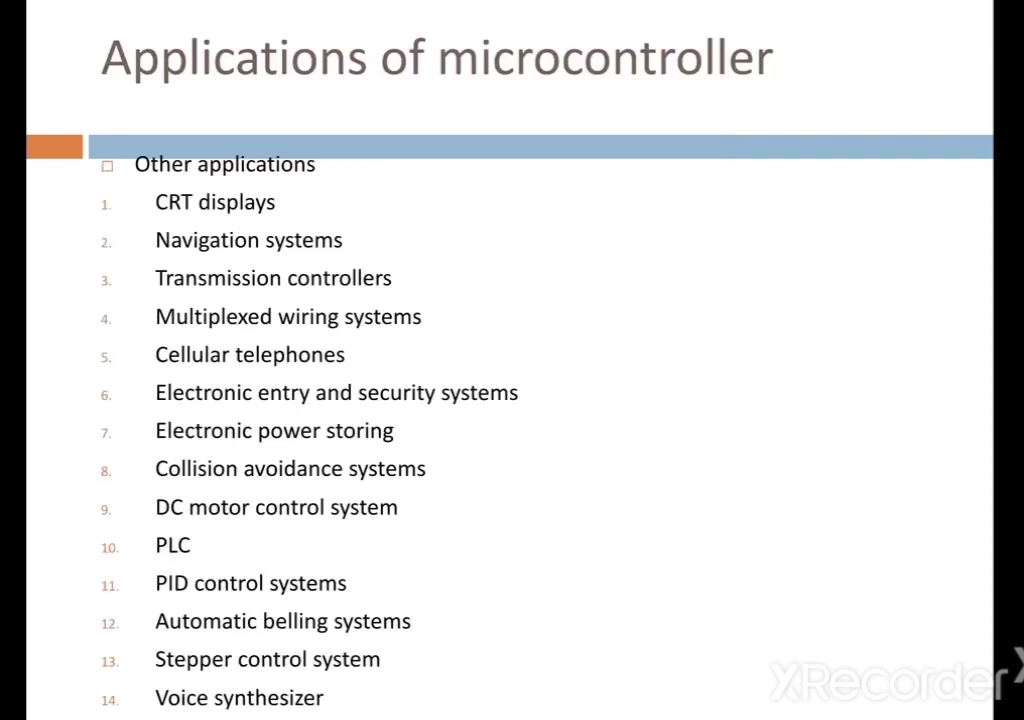 Applications of microcontroller
Other applications
1. CRT displays
2. Navigation systems
3. Transmission controllers
4. Multiplexed wiring systems
5. Cellular telephones
6. Electronic entry and security systems
7. Electronic power storing
8. Collision avoidance systems
9. DC motor control system
10. PLC
11. PID control systems
12. Automatic belling systems
13. Stepper control system
14. Voice synthesizer
XRecorder